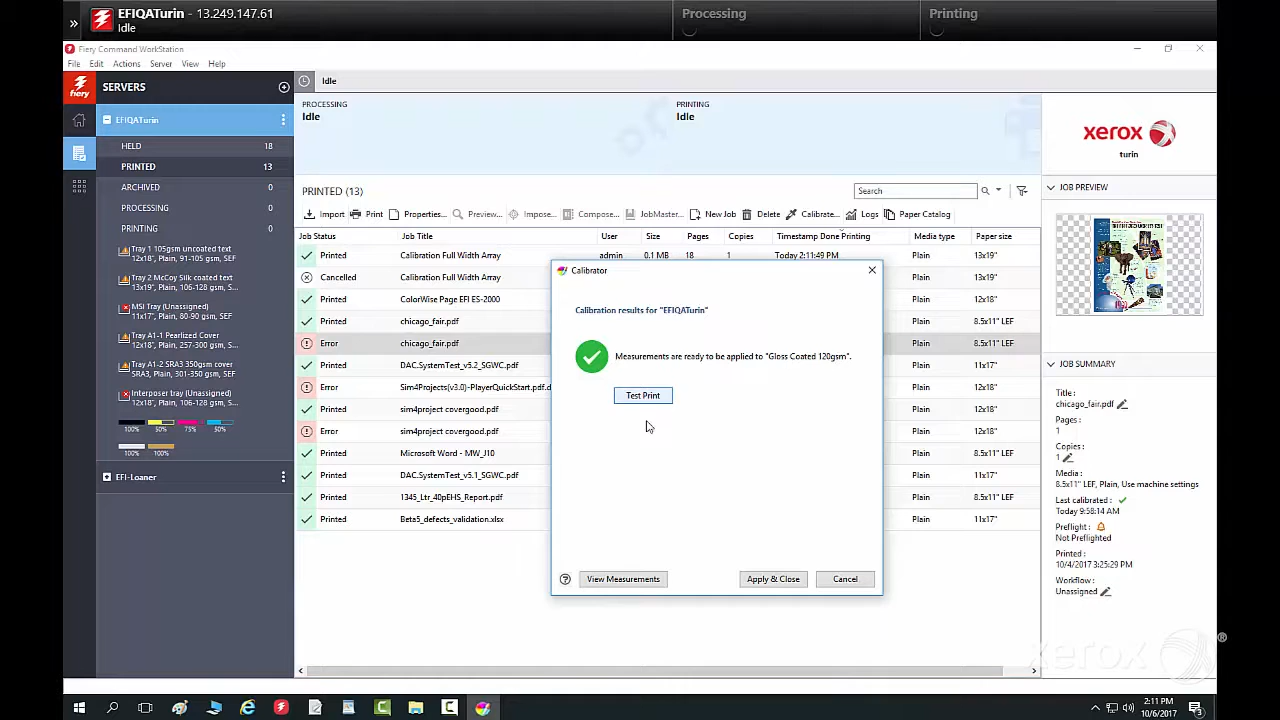 EFIQATurin - 13.249.147.61
Idle
Processing
Printing
Fiery Command WorkStation
File Edit Actions Server View Help
fiery
SERVERS
EFIQATurin
HELD 18
PRINTED 13
ARCHIVED 0
PROCESSING 0
PRINTING 0
Tray 1 105gsm uncoated text
12x18", Plain, 91-105 gsm, SEF
Tray 2 McCoy Silk coated text
13x19", Plain, 106-128 gsm, S...
MSI Tray (Unassigned)
11x17", Plain, 80-90 gsm, SEF
Tray A1-1 Pearlized Cover
12x18", Plain, 257-300 gsm, S...
Tray A1-2 SRA3 350gsm cover
SRA3, Plain, 301-350 gsm, SEF
Interposer tray (Unassigned)
12x18", Plain, 106-128 gsm, S...
100% 50% 75% 50%
100% 100%
EFI-Loaner
Idle
PROCESSING
Idle
PRINTING
Idle
PRINTED (13)
Search
Import Print Properties... Preview... Impose... Compose... JobMaster... New Job Delete Calibrate... Logs Paper Catalog
Job Status Job Title User Size Pages Copies Timestamp Done Printing Media type Paper size
Printed Calibration Full Width Array admin 0.1 MB 18 1 Today 2:11:49 PM Plain 13x19"
Cancelled Calibration Full Width Array Plain 13x19"
Printed ColorWise Page EFI ES-2000 Plain 12x18"
Printed chicago_fair.pdf Plain 8.5x11" LEF
Error chicago_fair.pdf Plain 8.5x11" LEF
Printed DAC.SystemTest_v5.2_SGWC.pdf Plain 11x17"
Error Sim4Projects(v3.0)-PlayerQuickStart.pdf.d Plain 12x18"
Printed sim4project covergood.pdf Plain 12x18"
Error sim4project covergood.pdf Plain 12x18"
Printed Microsoft Word - MW_J10 Plain 8.5x11" LEF
Printed DAC.SystemTest_v5.1_SGWC.pdf Plain 11x17"
Printed 1345_Ltr_40pEHS_Report.pdf Plain 8.5x11" LEF
Printed Beta5_defects_validation.xlsx Plain 11x17"
Calibrator
Calibration results for "EFIQATurin"
Measurements are ready to be applied to "Gloss Coated 120gsm".
Test Print
View Measurements
Apply & Close
Cancel
xerox
turin
JOB PREVIEW
JOB SUMMARY
Title :
chicago_fair.pdf
Pages :
1
Copies :
1
Media :
8.5x11" LEF, Plain, Use machine settings
Last calibrated :
Today 9:58:14 AM
Preflight :
Not Preflighted
Printed :
10/4/2017 3:25:29 PM
Workflow :
Unassigned
xerox ®
2:11 PM
10/6/2017